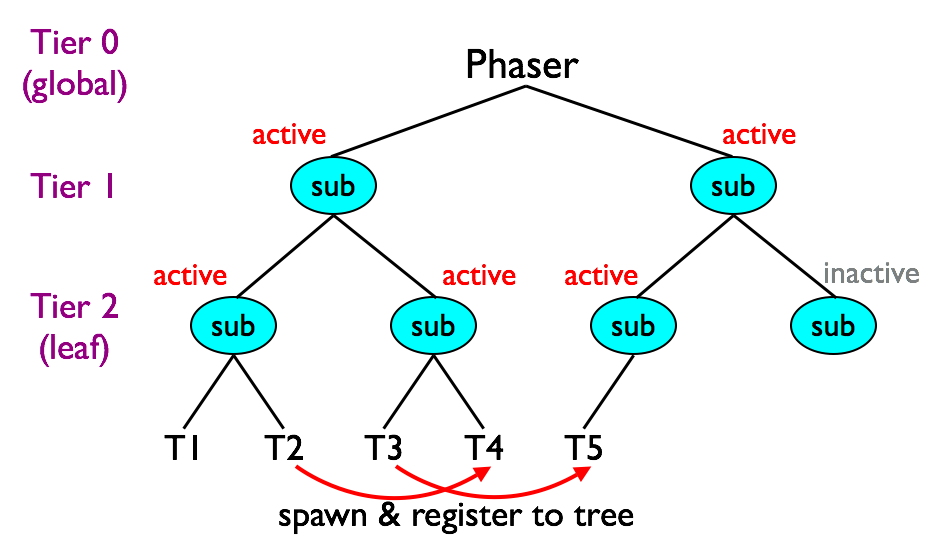 Tier 0
(global)
Phaser
active
active
Tier 1
sub
sub
active
active
active
inactive
Tier 2
(leaf)
sub
sub
sub
sub
T1
T2
T3
T4
T5
spawn & register to tree